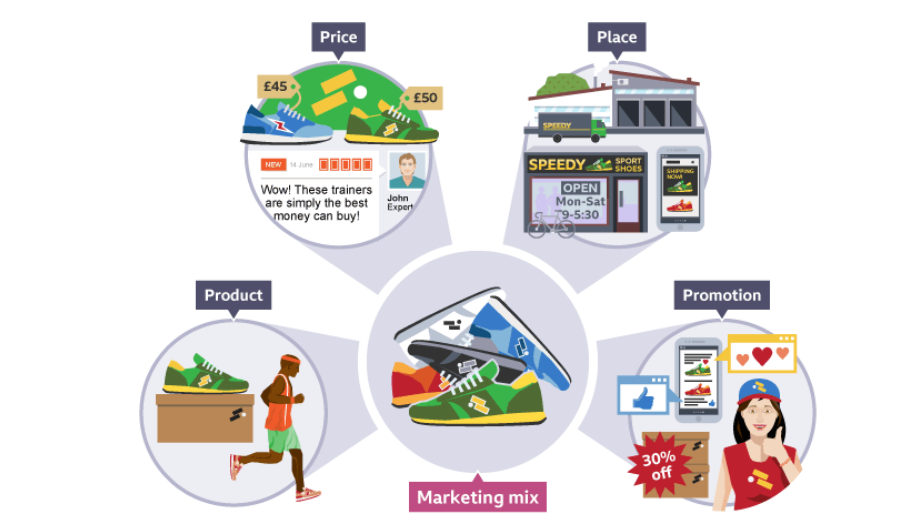 Price
Place
£45
£50
NEW 14 June
Wow! These trainers
are simply the best
money can buy!
John
Expert
SPEEDY
SPEEDY SPORT
SHOES
OPEN
Mon-Sat
9-5:30
SHIPPING
NOW!
Product
Promotion
30%
off
Marketing mix